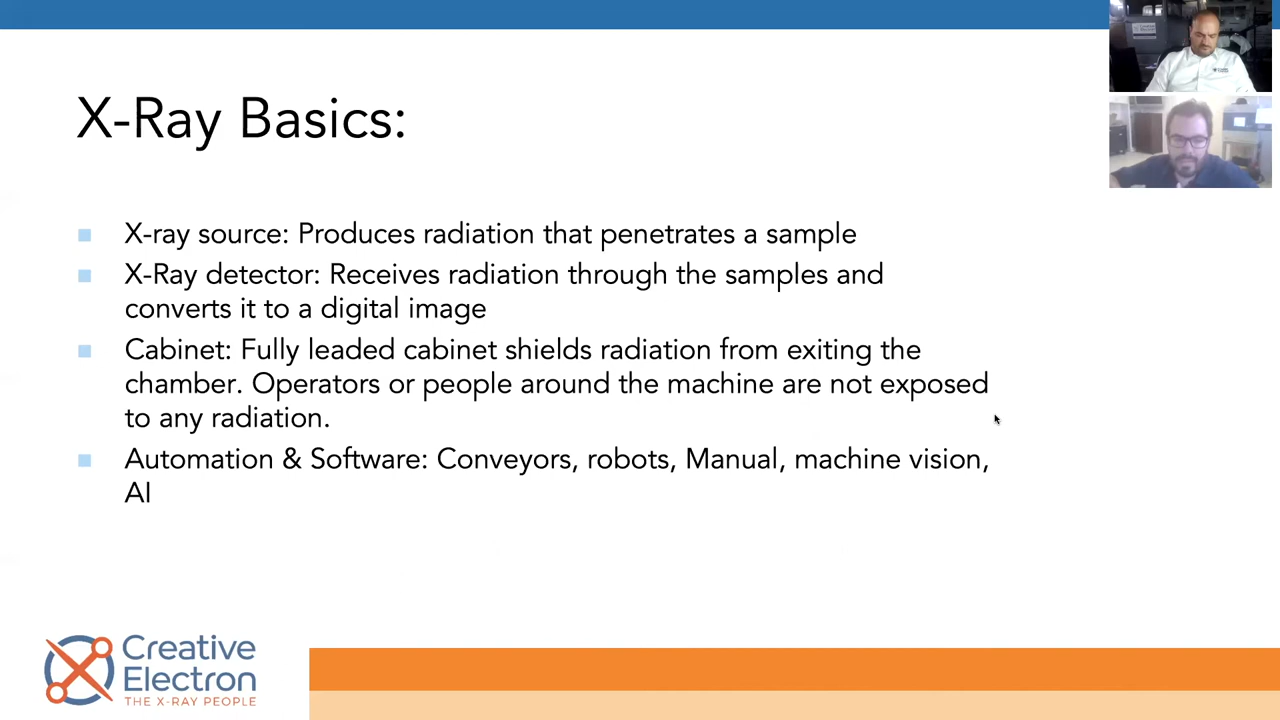 X-Ray Basics:
X-ray source: Produces radiation that penetrates a sample
X-Ray detector: Receives radiation through the samples and
converts it to a digital image
Cabinet: Fully leaded cabinet shields radiation from exiting the
chamber. Operators or people around the machine are not exposed
to any radiation.
Automation & Software: Conveyors, robots, Manual, machine vision,
AI
Creative
Electron
THE X-RAY PEOPLE